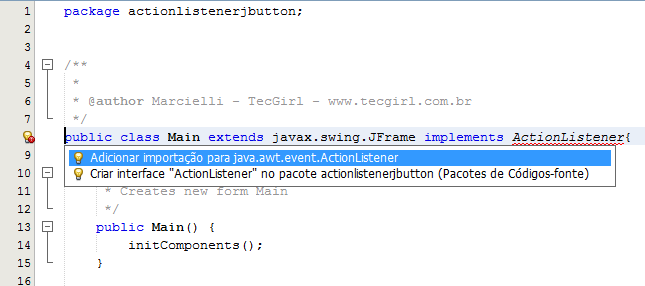 1 package actionlistenerjbutton;
2
3
4 /**
5 *
6 * @author Marcielli - TecGirl - www.tecgirl.com.br
7 */
public class Main extends javax.swing.JFrame implements ActionListener{
9 Adicionar importação para java.awt.event.ActionListener
10 Criar interface "ActionListener" no pacote actionlistenerjbutton (Pacotes de Códigos-fonte)
11 * Creates new form Main
12 */
13 public Main() {
14 initComponents();
15 }
16